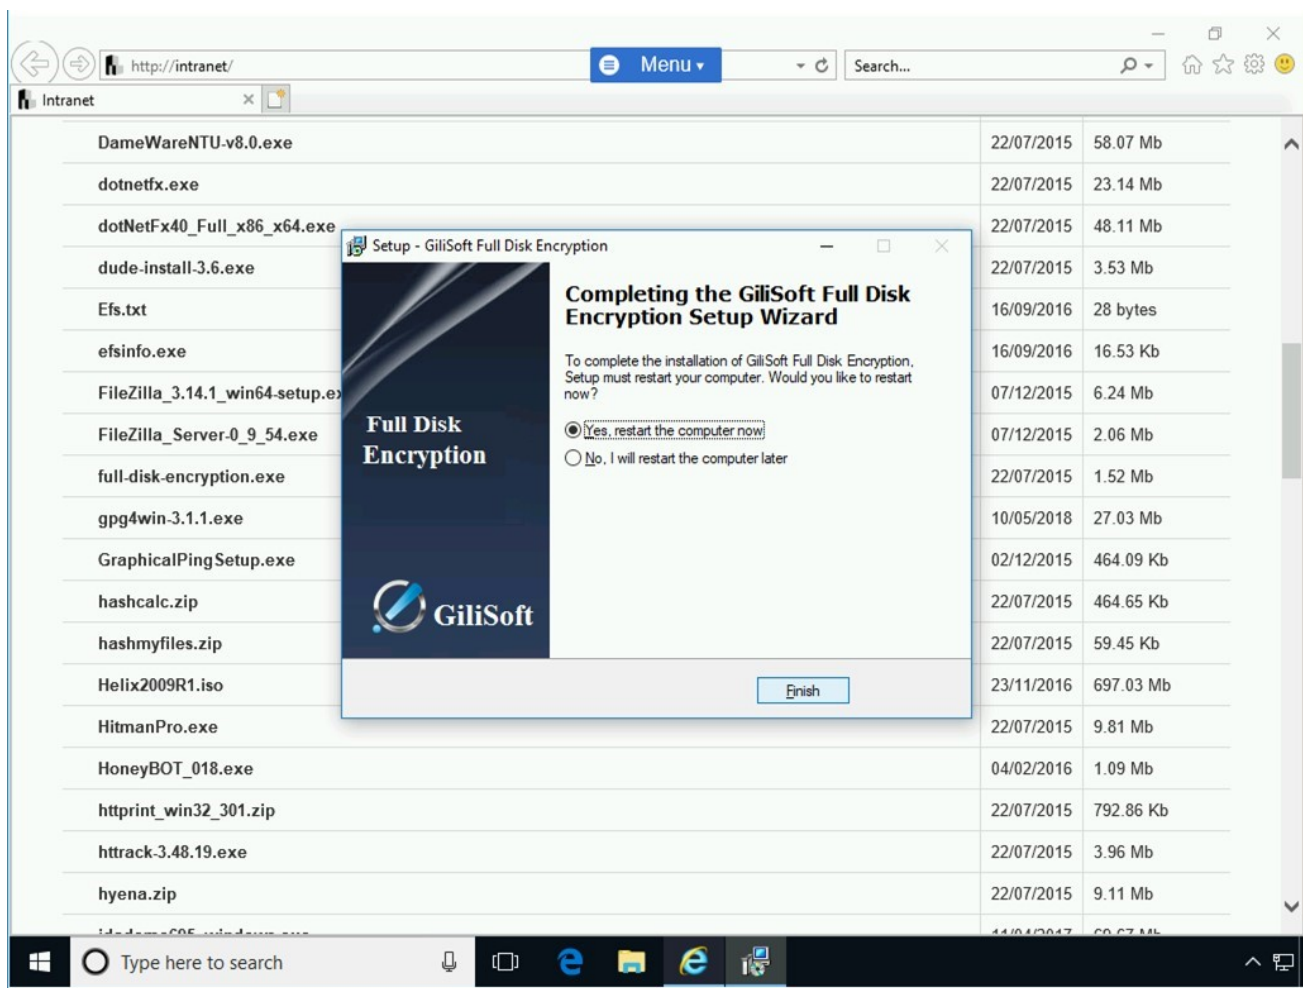 http://intranet/
Menu
Search...
Intranet
DameWareNTU-v8.0.exe 22/07/2015 58.07 Mb
dotnetfx.exe 22/07/2015 23.14 Mb
dotNetFx40_Full_x86_x64.exe 22/07/2015 48.11 Mb
dude-install-3.6.exe 22/07/2015 3.53 Mb
Efs.txt 16/09/2016 28 bytes
efsinfo.exe 16/09/2016 16.53 Kb
FileZilla_3.14.1_win64-setup.ex 07/12/2015 6.24 Mb
FileZilla_Server-0_9_54.exe 07/12/2015 2.06 Mb
full-disk-encryption.exe 22/07/2015 1.52 Mb
gpg4win-3.1.1.exe 10/05/2018 27.03 Mb
GraphicalPingSetup.exe 02/12/2015 464.09 Kb
hashcalc.zip 22/07/2015 464.65 Kb
hashmyfiles.zip 22/07/2015 59.45 Kb
Helix2009R1.iso 23/11/2016 697.03 Mb
HitmanPro.exe 22/07/2015 9.81 Mb
HoneyBOT_018.exe 04/02/2016 1.09 Mb
httprint_win32_301.zip 22/07/2015 792.86 Kb
httrack-3.48.19.exe 22/07/2015 3.96 Mb
hyena.zip 22/07/2015 9.11 Mb
Setup - GiliSoft Full Disk Encryption
Full Disk
Encryption
GiliSoft
Completing the GiliSoft Full Disk
Encryption Setup Wizard
To complete the installation of GiliSoft Full Disk Encryption,
Setup must restart your computer. Would you like to restart
now?
Yes, restart the computer now
No, I will restart the computer later
Finish
Type here to search